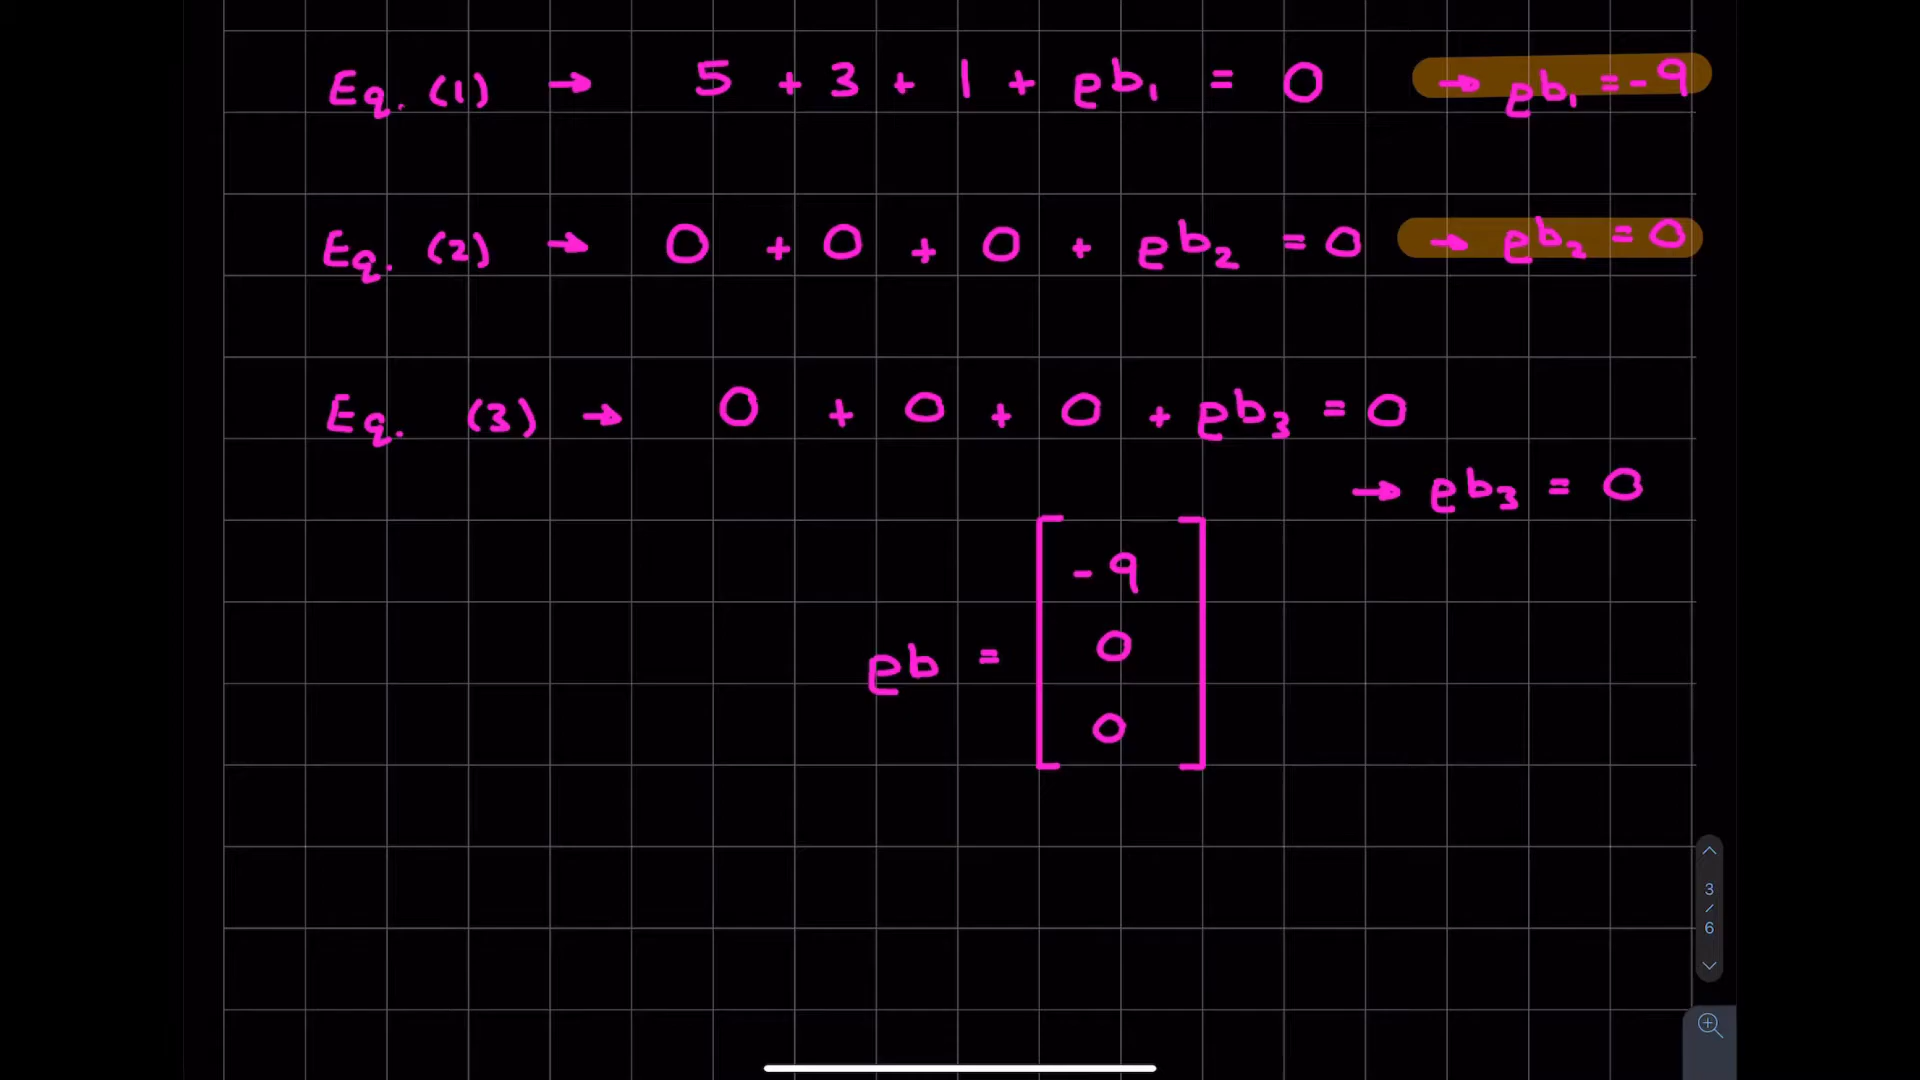 Eq. (1) → 5 + 3 + 1 + eb₁ = 0 → eb₁ = -9
Eq. (2) → 0 + 0 + 0 + eb₂ = 0 → eb₂ = 0
Eq. (3) → 0 + 0 + 0 + eb₃ = 0
→ eb₃ = 0
-9
eb = 0
0
3
/
6